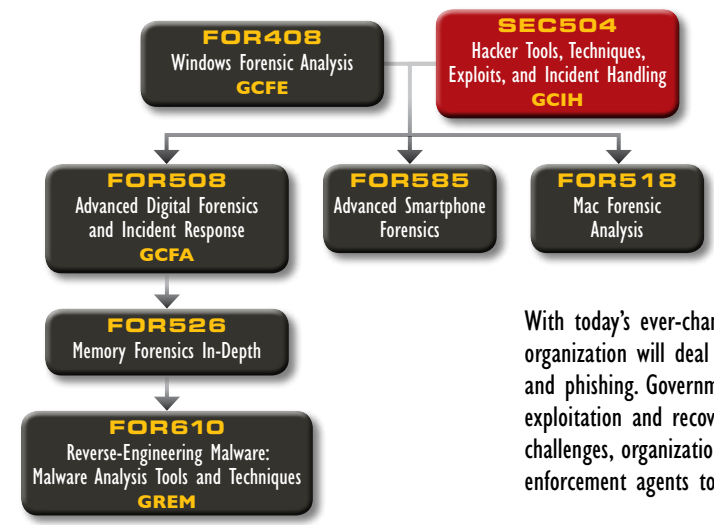 FOR408
Windows Forensic Analysis
GCFE
SEC504
Hacker Tools, Techniques,
Exploits, and Incident Handling
GCIH
FOR508
Advanced Digital Forensics
and Incident Response
GCFA
FOR585
Advanced Smartphone
Forensics
FOR518
Mac Forensic
Analysis
FOR526
Memory Forensics In-Depth
FOR610
Reverse-Engineering Malware:
Malware Analysis Tools and Techniques
GREM
With today's ever-chan
organization will deal
and phishing. Governm
exploitation and recov
challenges, organizatio
enforcement agents to